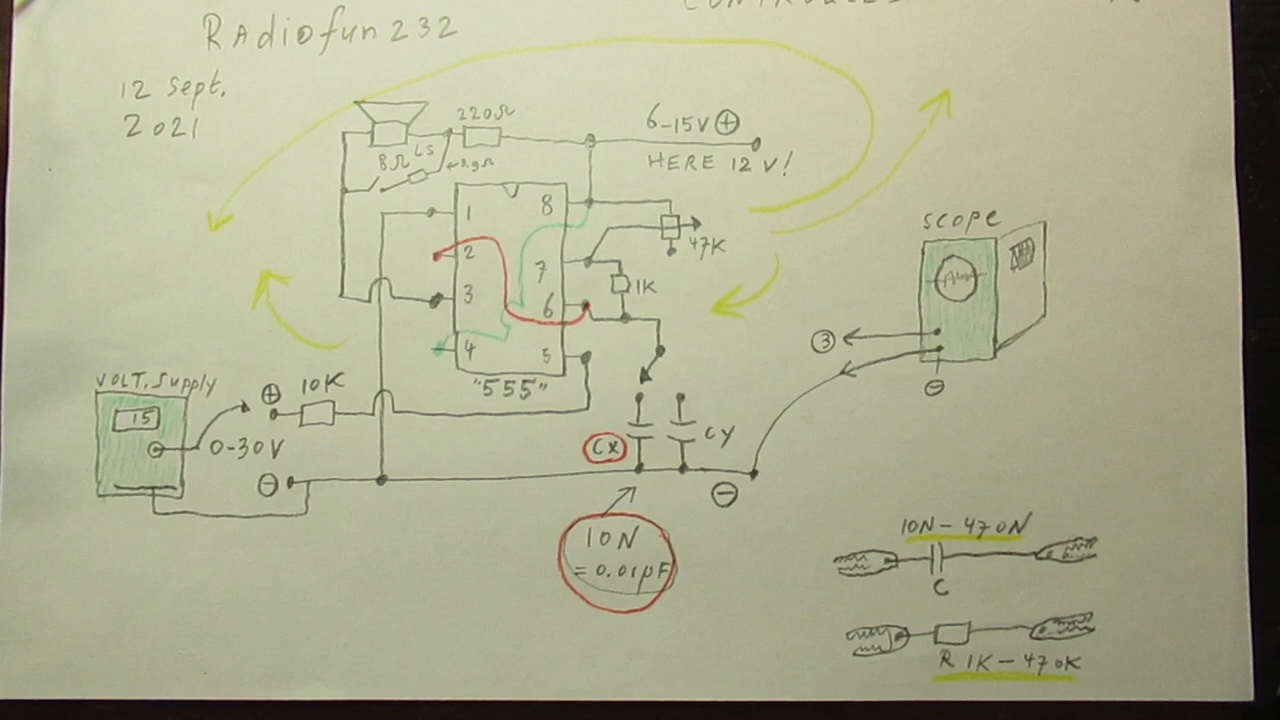 RAdiofun 232
12 Sept.
2021
220Ω
6-15V ⊕
HERE 12 V!
8Ω
LS
1
8
2
7
3
6
4
5
"555"
47K
1K
SCOPE
③
⊖
VOLT. Supply
15
0-30V
⊕
10K
⊖
CX
CY
⊖
10N
= 0.01µF
10N - 470N
C
R 1K - 470K